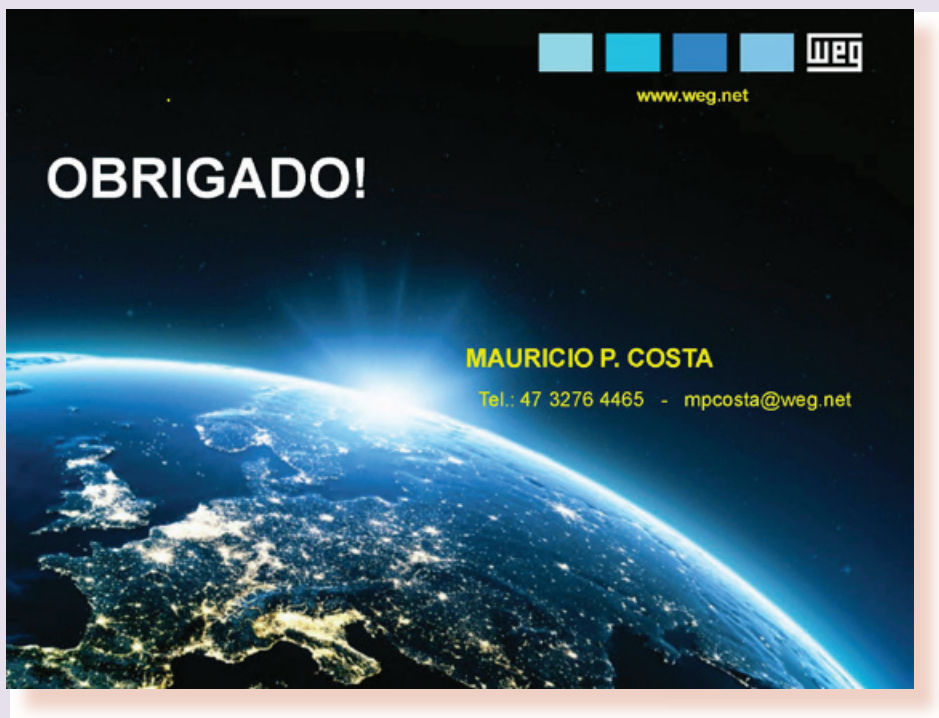 weg
www.weg.net
OBRIGADO!
MAURICIO P. COSTA
Tel.: 47 3276 4465 - mpcosta@weg.net